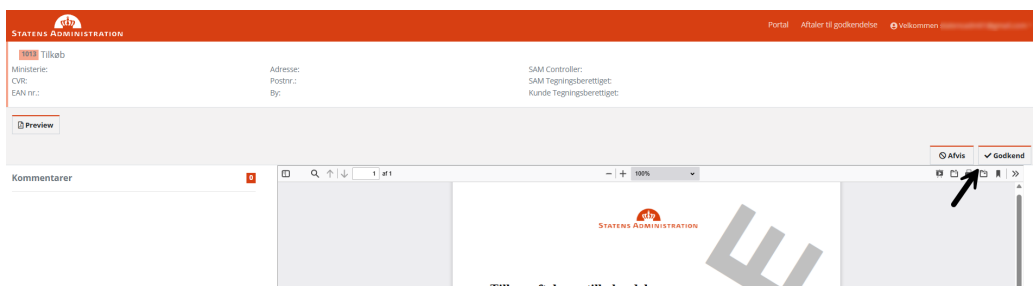 STATENS ADMINISTRATION
Portal Aftaler til godkendelse Velkommen
1013 Tilkøb
Ministerie: Adresse: SAM Controller:
CVR: Postnr.: SAM Tegningsberettiget:
EAN nr.: By: Kunde Tegningsberettiget:
Preview
Afvis Godkend
Kommentarer 0
1 af 1 100%
STATENS ADMINISTRATION
E